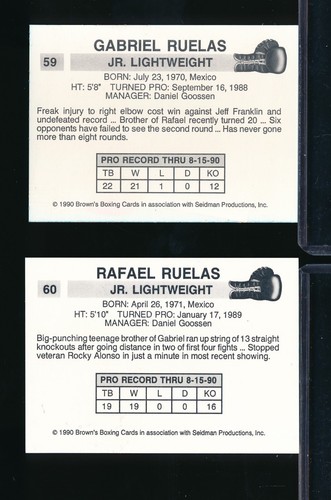 GABRIEL RUELAS
59
JR. LIGHTWEIGHT
BORN: July 23, 1970, Mexico
HT: 5'8" TURNED PRO: September 16, 1988
MANAGER: Daniel Goossen
Freak injury to right elbow cost win against Jeff Franklin and
undefeated record ... Brother of Rafael recently turned 20 ... Six
opponents have failed to see the second round ... Has never gone
more than eight rounds.
PRO RECORD THRU 8-15-90
TB W L D KO
22 21 1 0 12
© 1990 Brown's Boxing Cards in association with Seidman Productions, Inc.
RAFAEL RUELAS
60
JR. LIGHTWEIGHT
BORN: April 26, 1971, Mexico
HT: 5'10" TURNED PRO: January 17, 1989
MANAGER: Daniel Goossen
Big-punching teenage brother of Gabriel ran up string of 13 straight
knockouts after going distance in two of first four fights ... Stopped
veteran Rocky Alonso in just a minute in most recent showing.
PRO RECORD THRU 8-15-90
TB W L D KO
19 19 0 0 16
© 1990 Brown's Boxing Cards in association with Seidman Productions, Inc.